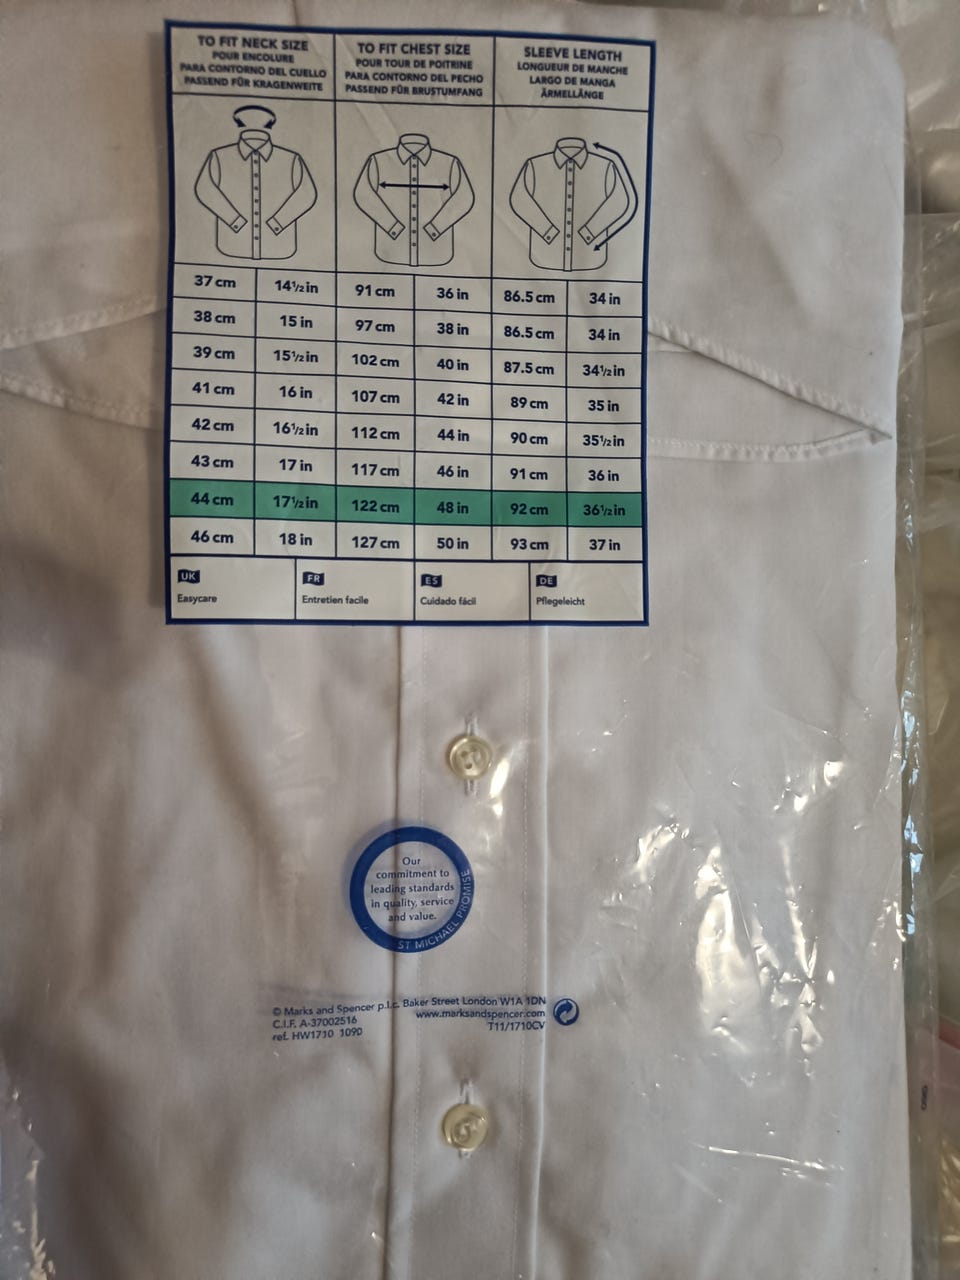 TO FIT NECK SIZE
POUR ENCOLURE
PARA CONTORNO DEL CUELLO
PASSEND FÜR KRAGENWEITE
TO FIT CHEST SIZE
POUR TOUR DE POITRINE
PARA CONTORNO DEL PECHO
PASSEND FÜR BRUSTUMFANG
SLEEVE LENGTH
LONGUEUR DE MANCHE
LARGO DE MANGA
ÄRMELLÄNGE
37 cm 14½ in 91 cm 36 in 86.5 cm 34 in
38 cm 15 in 97 cm 38 in 86.5 cm 34 in
39 cm 15½ in 102 cm 40 in 87.5 cm 34½ in
41 cm 16 in 107 cm 42 in 89 cm 35 in
42 cm 16½ in 112 cm 44 in 90 cm 35½ in
43 cm 17 in 117 cm 46 in 91 cm 36 in
44 cm 17½ in 122 cm 48 in 92 cm 36½ in
46 cm 18 in 127 cm 50 in 93 cm 37 in
UK
Easycare
FR
Entretien facile
ES
Cuidado fácil
DE
Pflegeleicht
Our
commitment to
leading standards
in quality, service
and value.
ST MICHAEL PROMISE
© Marks and Spencer p.l.c. Baker Street London W1A 1DN
C.I.F. A-37002516 www.marksandspencer.com
ref. HW1710 1090 T11/1710CV